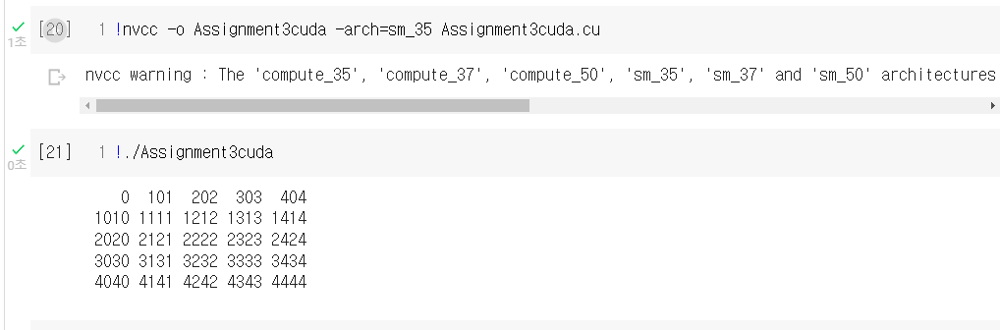 [20] 1 !nvcc -o Assignment3cuda -arch=sm_35 Assignment3cuda.cu
1초
nvcc warning : The 'compute_35', 'compute_37', 'compute_50', 'sm_35', 'sm_37' and 'sm_50' architectures
[21] 1 !./Assignment3cuda
0초
0 101 202 303 404
1010 1111 1212 1313 1414
2020 2121 2222 2323 2424
3030 3131 3232 3333 3434
4040 4141 4242 4343 4444